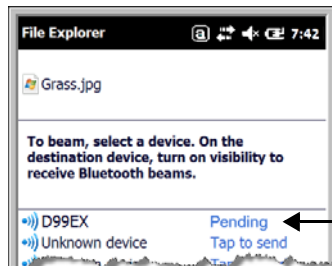 File Explorer a 7:42
Grass.jpg
To beam, select a device. On the
destination device, turn on visibility to
receive Bluetooth beams.
D99EX Pending
Unknown device Tap to send